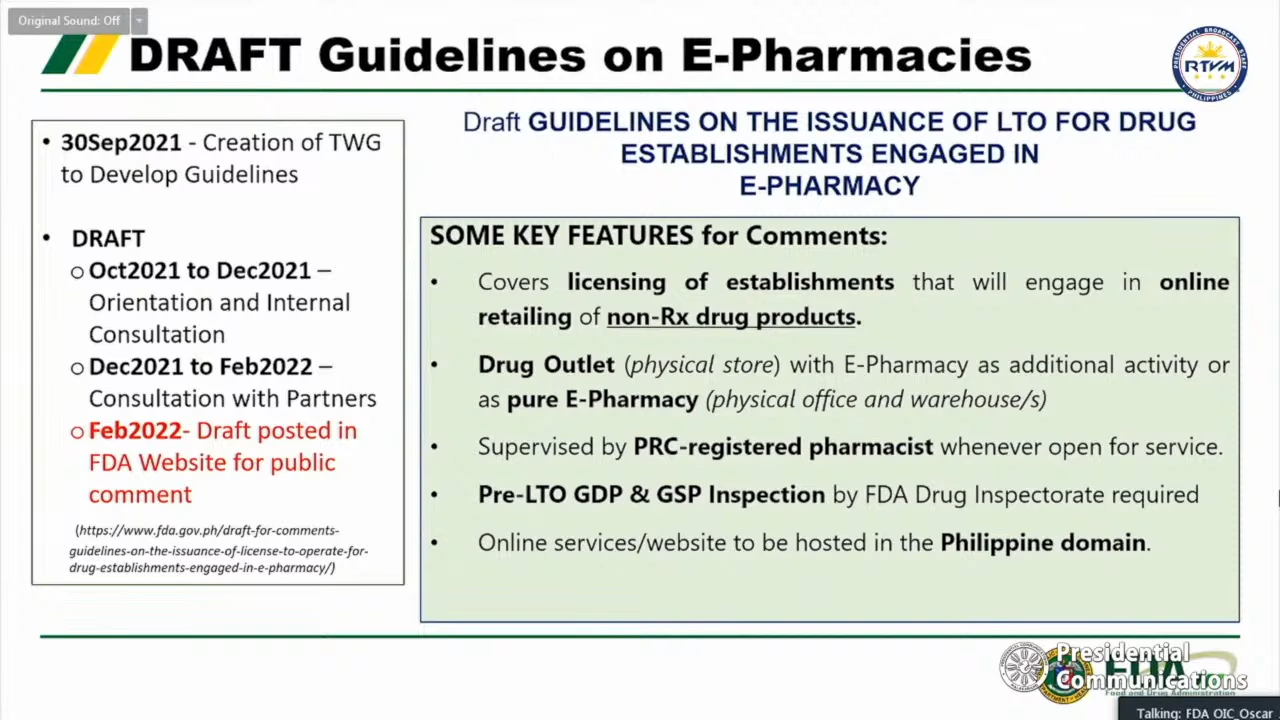 Original Sound: Off
DRAFT Guidelines on E-Pharmacies
PRESIDENTIAL BROADCAST STAFF
RTVM
PHILIPPINES
• 30Sep2021 - Creation of TWG
to Develop Guidelines
• DRAFT
o Oct2021 to Dec2021 –
Orientation and Internal
Consultation
o Dec2021 to Feb2022 –
Consultation with Partners
o Feb2022- Draft posted in
FDA Website for public
comment
(https://www.fda.gov.ph/draft-for-comments-
guidelines-on-the-issuance-of-license-to-operate-for-
drug-establishments-engaged-in-e-pharmacy/)
Draft GUIDELINES ON THE ISSUANCE OF LTO FOR DRUG
ESTABLISHMENTS ENGAGED IN
E-PHARMACY
SOME KEY FEATURES for Comments:
• Covers licensing of establishments that will engage in online
retailing of non-Rx drug products.
• Drug Outlet (physical store) with E-Pharmacy as additional activity or
as pure E-Pharmacy (physical office and warehouse/s)
• Supervised by PRC-registered pharmacist whenever open for service.
• Pre-LTO GDP & GSP Inspection by FDA Drug Inspectorate required
• Online services/website to be hosted in the Philippine domain.
Presidential
Communications
FDA
Food and Drug Administration
Talking: FDA OIC Oscar